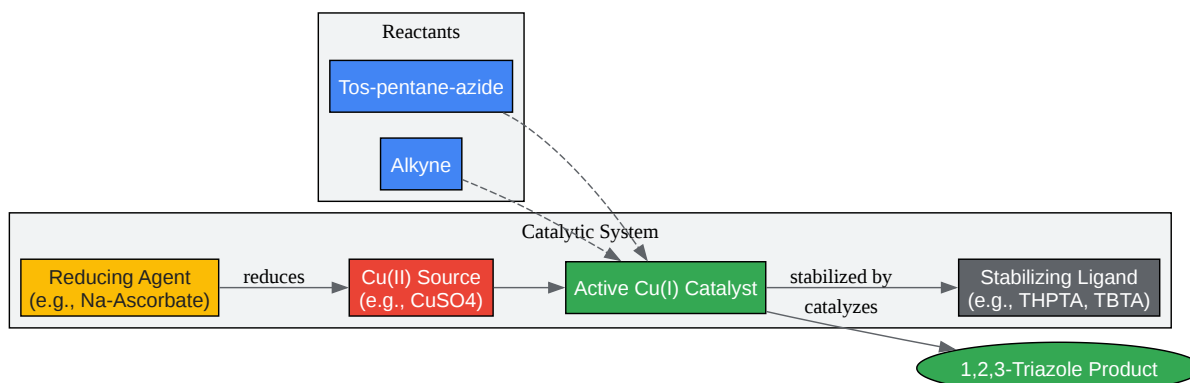 Reactants
Tos-pentane-azide
Alkyne
Catalytic System
Reducing Agent
(e.g., Na-Ascorbate)
reduces
Cu(II) Source
(e.g., CuSO4)
Active Cu(I) Catalyst
stabilized by
Stabilizing Ligand
(e.g., THPTA, TBTA)
catalyzes
1,2,3-Triazole Product